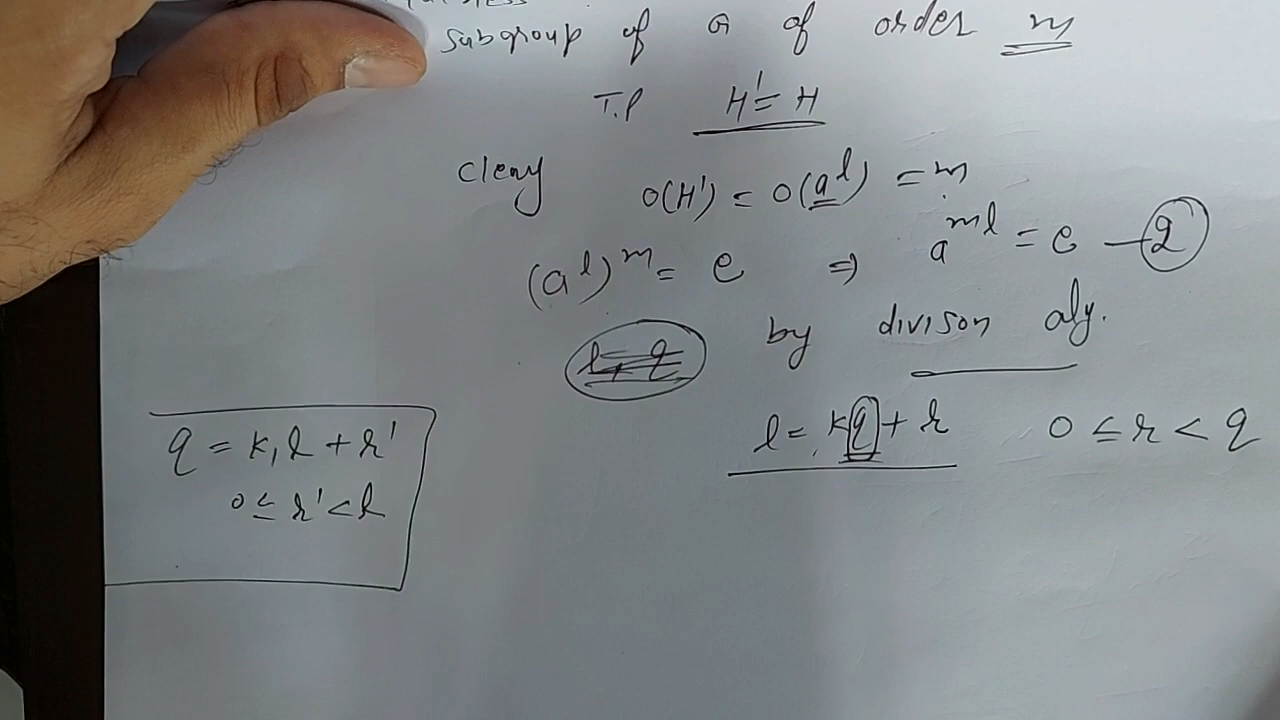 subgroup of G of order m
T.P H' = H
Clearly O(H') = O(a^l) = m
(a^l)^m = e ⇒ a^{ml} = e — 2
by divison alg.
l = kq + r 0 ≤ r < q
q = k₁l + r'
0 ≤ r' < l